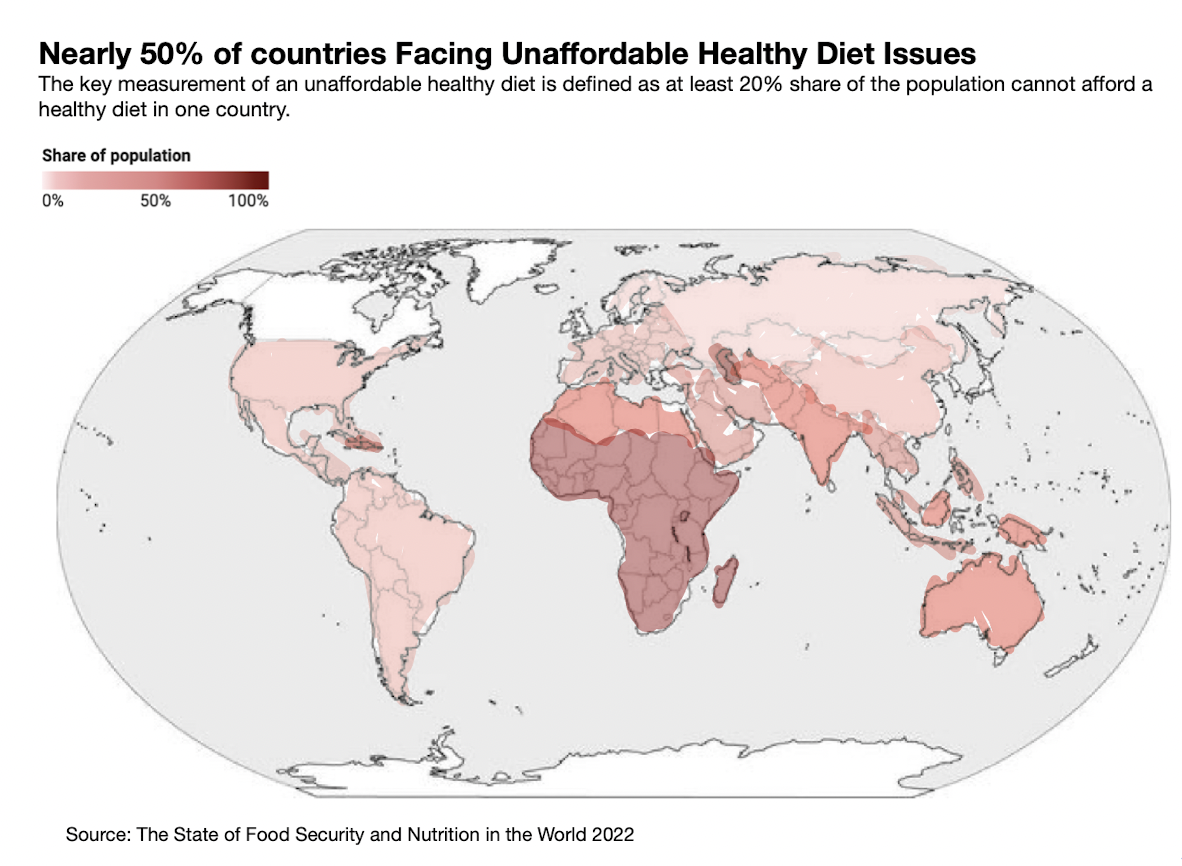 Nearly 50% of countries Facing Unaffordable Healthy Diet Issues
The key measurement of an unaffordable healthy diet is defined as at least 20% share of the population cannot afford a
healthy diet in one country.
Share of population
0% 50% 100%
Source: The State of Food Security and Nutrition in the World 2022